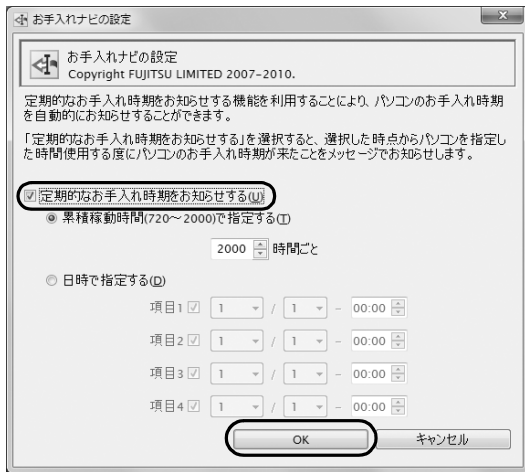 お手入れナビの設定
お手入れナビの設定
Copyright FUJITSU LIMITED 2007-2010.
定期的なお手入れ時期をお知らせする機能を利用することにより、パソコンのお手入れ時期
を自動的にお知らせすることができます。
「定期的なお手入れ時期をお知らせする」を選択すると、選択した時点からパソコンを指定し
た時間使用する度にパソコンのお手入れ時期が来たことをメッセージでお知らせします。
定期的なお手入れ時期をお知らせする(U)
累積稼動時間(720～2000)で指定する(T)
2000 時間ごと
日時で指定する(D)
項目1 1 / 1 - 00:00
項目2 1 / 1 - 00:00
項目3 1 / 1 - 00:00
項目4 1 / 1 - 00:00
OK キャンセル